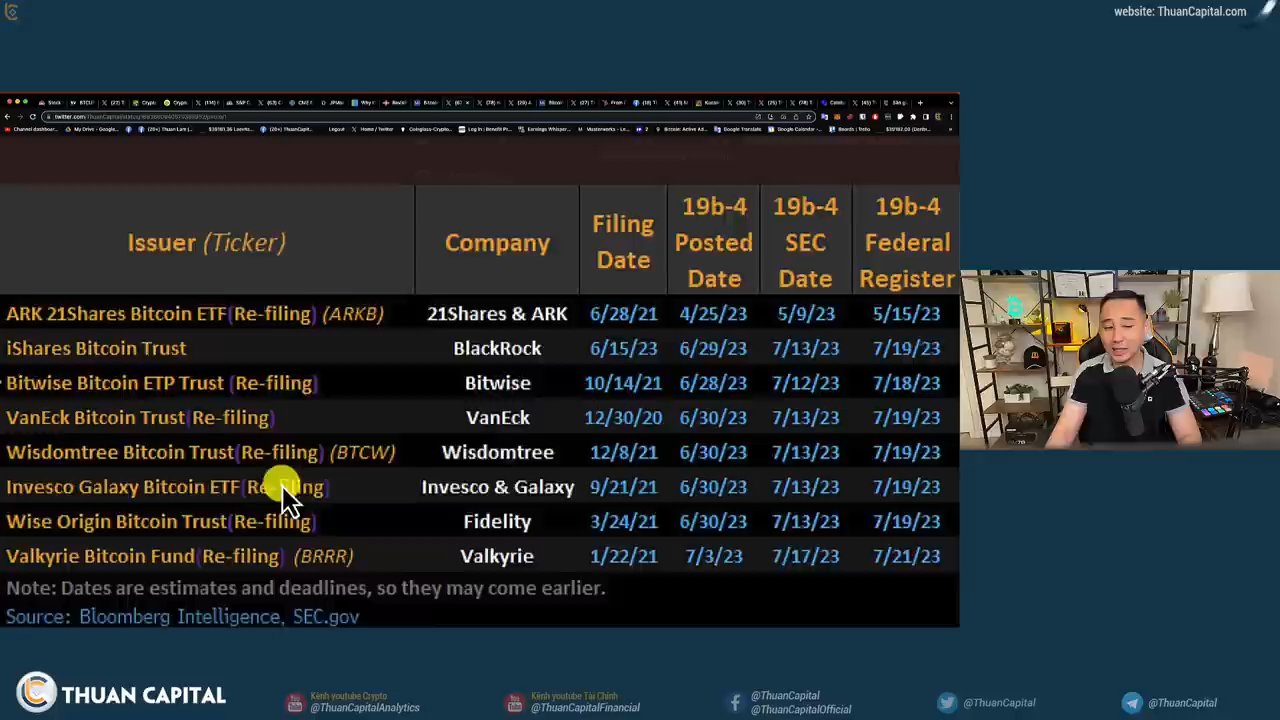 website: ThuanCapital.com
Issuer (Ticker) Company Filing Date 19b-4 Posted Date 19b-4 SEC Date 19b-4 Federal Register
ARK 21Shares Bitcoin ETF(Re-filing) (ARKB) 21Shares & ARK 6/28/21 4/25/23 5/9/23 5/15/23
iShares Bitcoin Trust BlackRock 6/15/23 6/29/23 7/13/23 7/19/23
Bitwise Bitcoin ETP Trust (Re-filing) Bitwise 10/14/21 6/28/23 7/12/23 7/18/23
VanEck Bitcoin Trust(Re-filing) VanEck 12/30/20 6/30/23 7/13/23 7/19/23
Wisdomtree Bitcoin Trust(Re-filing) (BTCW) Wisdomtree 12/8/21 6/30/23 7/13/23 7/19/23
Invesco Galaxy Bitcoin ETF(Re-filing) Invesco & Galaxy 9/21/21 6/30/23 7/13/23 7/19/23
Wise Origin Bitcoin Trust(Re-filing) Fidelity 3/24/21 6/30/23 7/13/23 7/19/23
Valkyrie Bitcoin Fund(Re-filing) (BRRR) Valkyrie 1/22/21 7/3/23 7/17/23 7/21/23
Note: Dates are estimates and deadlines, so they may come earlier.
Source: Bloomberg Intelligence, SEC.gov
THUAN CAPITAL
Kênh youtube Crypto
@ThuanCapitalAnalytics
Kênh youtube Tài Chính
@ThuanCapitalFinancial
@ThuanCapital
@ThuanCapitalOfficial
@ThuanCapital
@ThuanCapital